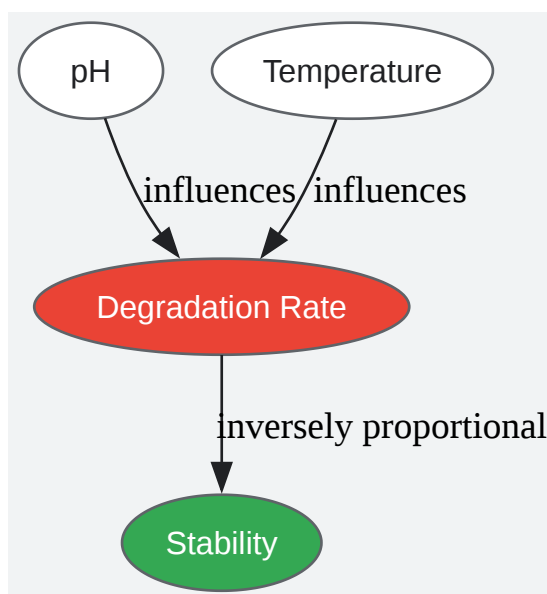 pH
Temperature
influences
influences
Degradation Rate
inversely proportional
Stability